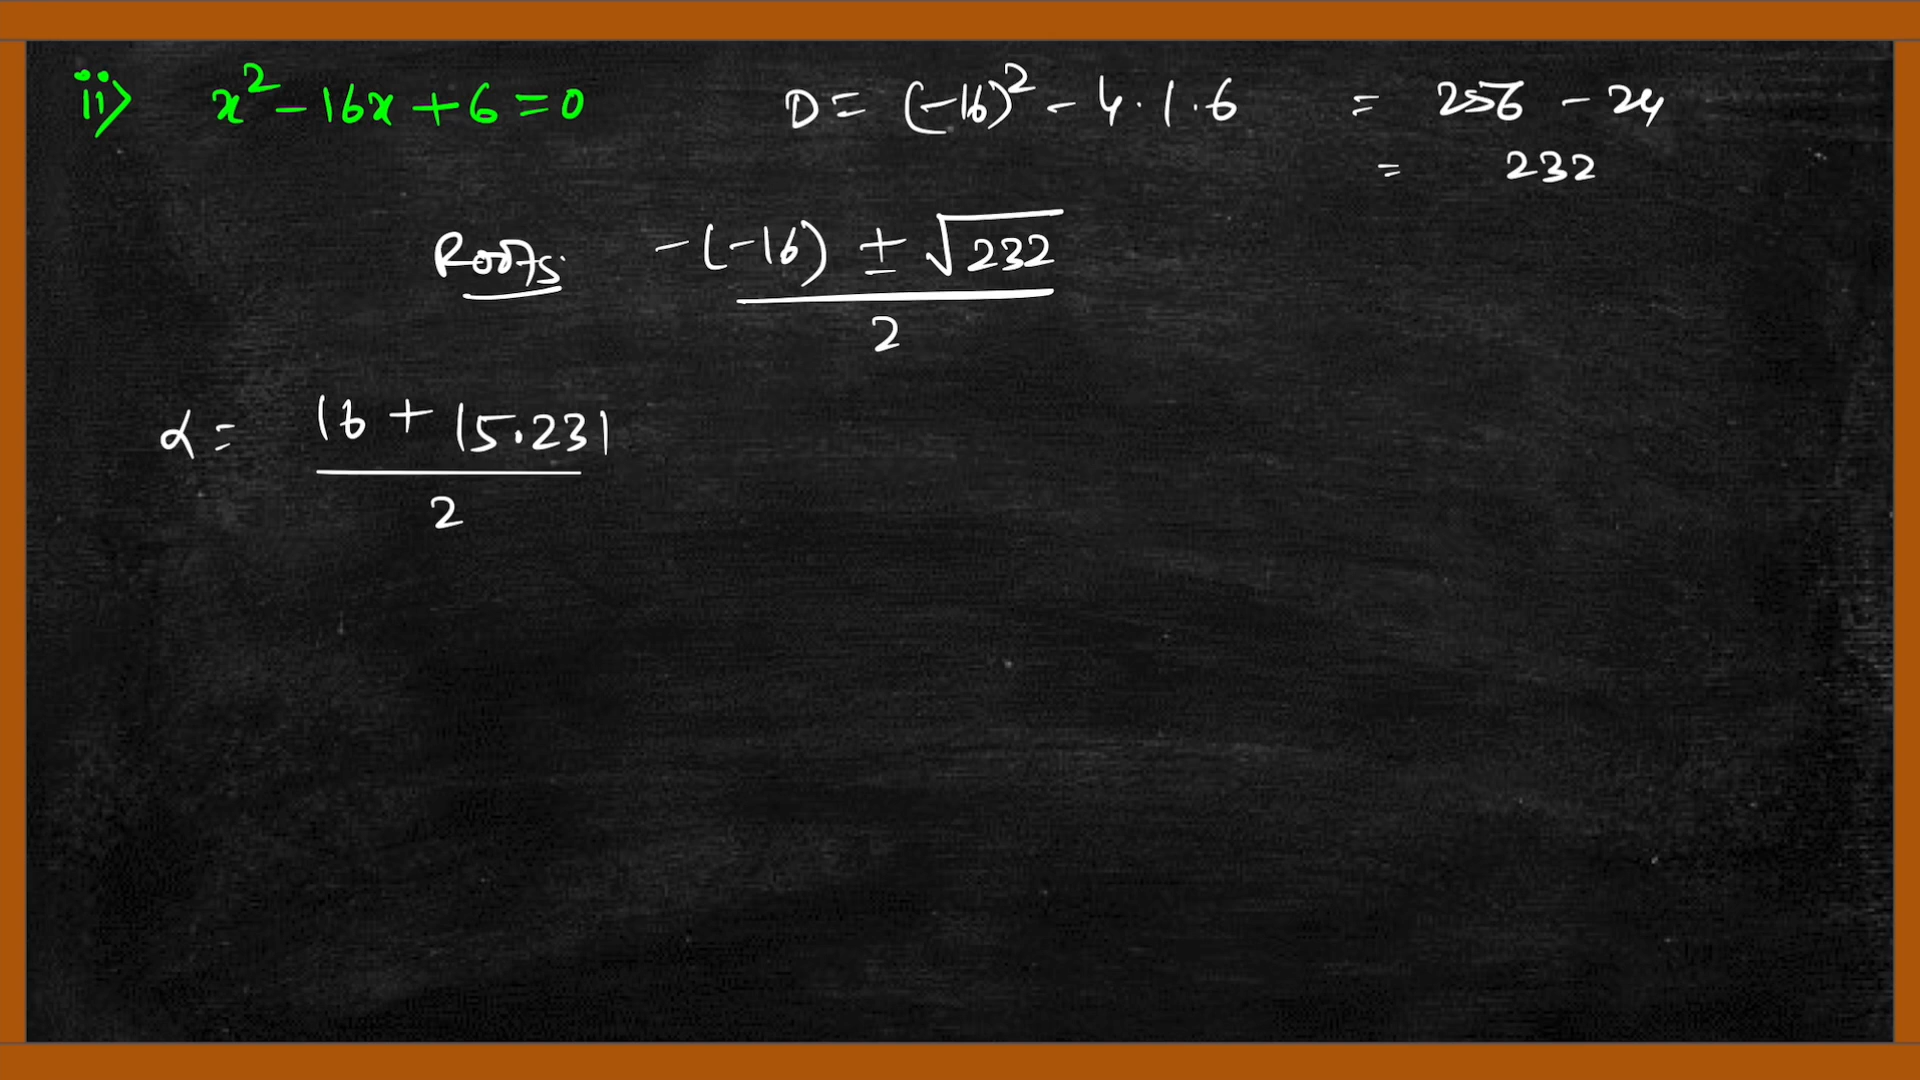 ii> x² - 16x + 6 = 0 D = (-16)² - 4·1·6 = 256 - 24
= 232
Roots: -(-16) ± √232
2
α = 16 + 15.231
2